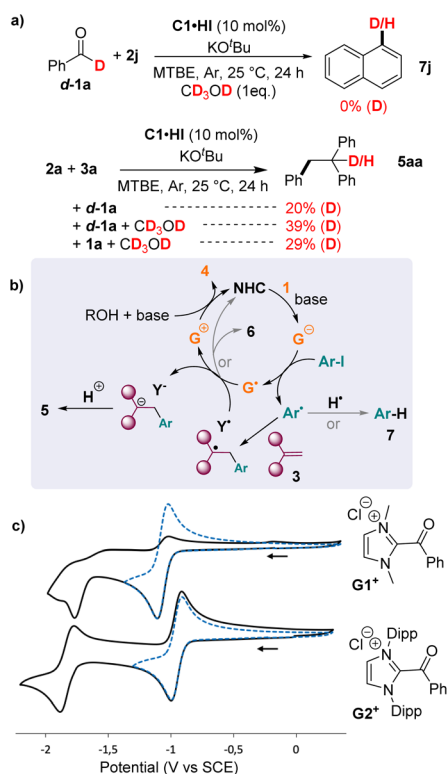 a)
C1•HI (10 mol%)
KOᵗBu
Ph
O
D
+ 2j
d-1a
MTBE, Ar, 25 °C, 24 h
CD₃OD (1eq.)
D/H
7j
0% (D)
C1•HI (10 mol%)
KOᵗBu
2a + 3a
MTBE, Ar, 25 °C, 24 h
Ph
Ph
D/H
Ph
5aa
+ d-1a ---------------- 20% (D)
+ d-1a + CD₃OD --------- 39% (D)
+ 1a + CD₃OD ---------- 29% (D)
b)
4
NHC
1
base
ROH + base
G⊕
6
or
G⊖
Ar-I
G•
H⊕
Y⁻
5
⊖
Ar
Y•
Ar•
H•
or
Ar-H
7
•
Ar
3
c)
Cl⊖
N⁺
O
N
Ph
G1⁺
Cl⊖
Dipp
N⁺
O
N
Ph
Dipp
G2⁺
-2 -1,5 -1 -0,5 0
Potential (V vs SCE)